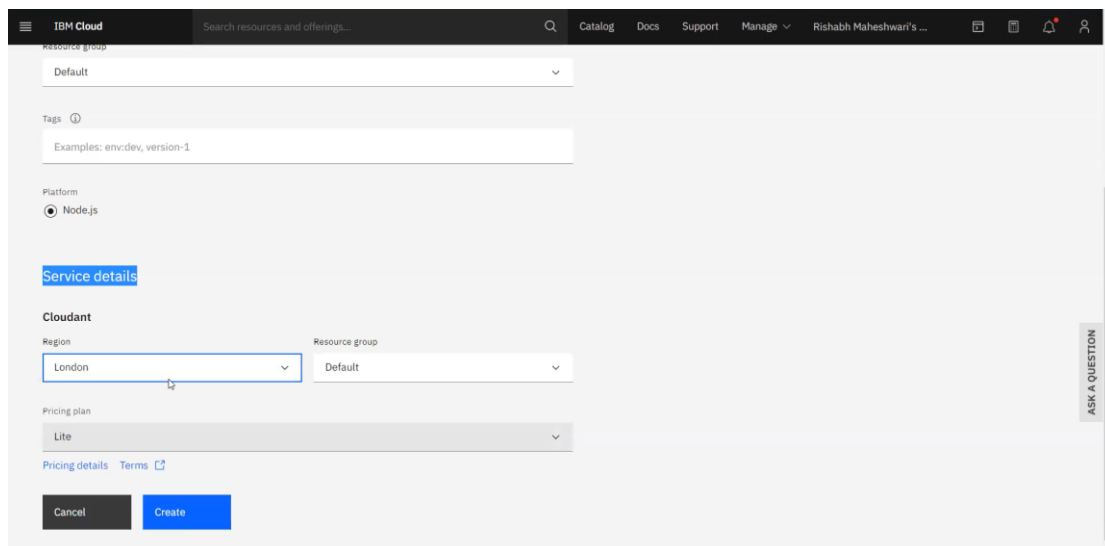 IBM Cloud
Search resources and offerings...
Catalog
Docs
Support
Manage
Rishabh Maheshwari's ...
Resource group
Default
Tags
Examples: env:dev, version-1
Platform
Node.js
Service details
Cloudant
Region
Resource group
London
Default
Pricing plan
Lite
Pricing details
Terms
Cancel
Create
ASK A QUESTION